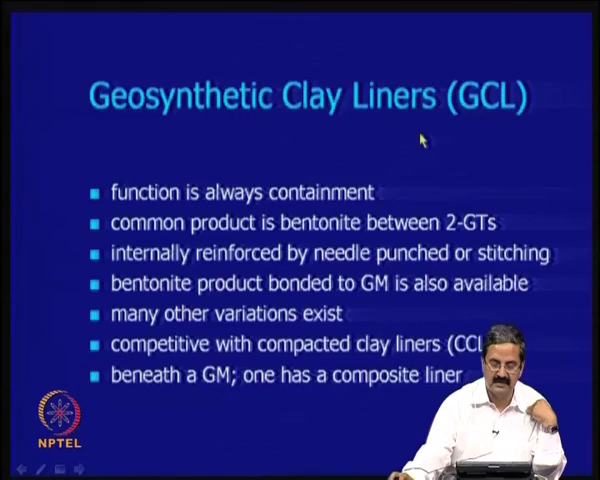 Geosynthetic Clay Liners (GCL)
function is always containment
common product is bentonite between 2-GTs
internally reinforced by needle punched or stitching
bentonite product bonded to GM is also available
many other variations exist
competitive with compacted clay liners (CCL
beneath a GM; one has a composite liner
NPTEL